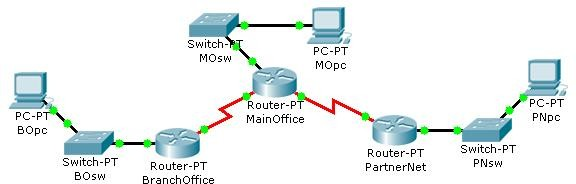 Switch-PT
MOsw
PC-PT
MOpc
PC-PT
BOpc
Router-PT
MainOffice
PC-PT
PNpc
Switch-PT
BOsw
Router-PT
BranchOffice
Router-PT
PartnerNet
Switch-PT
PNsw